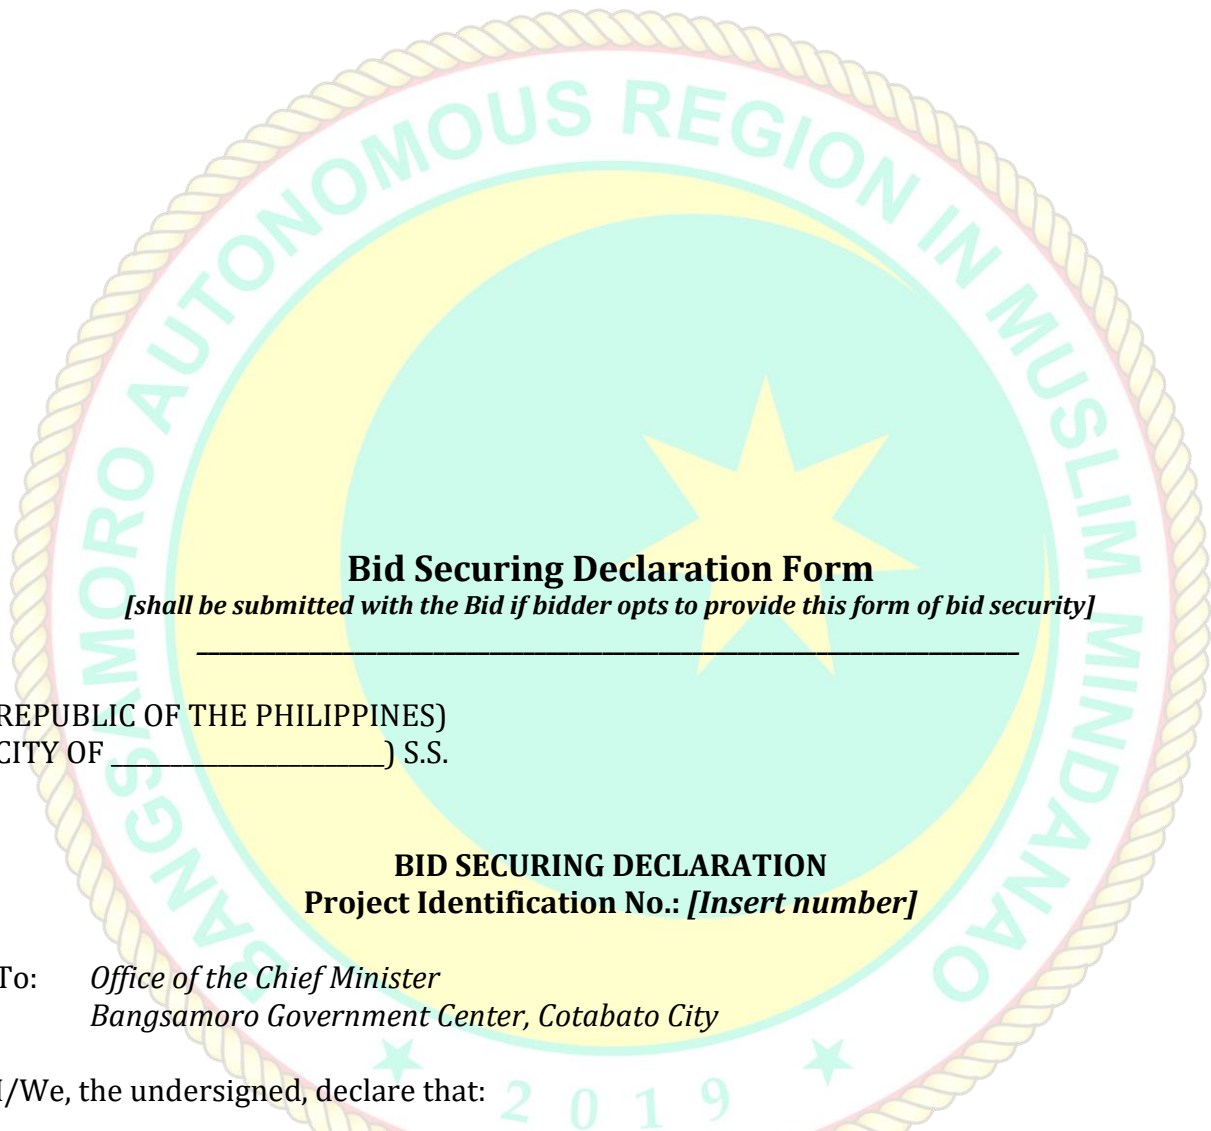 BANGSAMORO AUTONOMOUS REGION IN MUSLIM MINDANAO
Bid Securing Declaration Form
[shall be submitted with the Bid if bidder opts to provide this form of bid security]
REPUBLIC OF THE PHILIPPINES)
CITY OF _______________________) S.S.
BID SECURING DECLARATION
Project Identification No.: [Insert number]
To: Office of the Chief Minister
Bangsamoro Government Center, Cotabato City
I/We, the undersigned, declare that:
2019